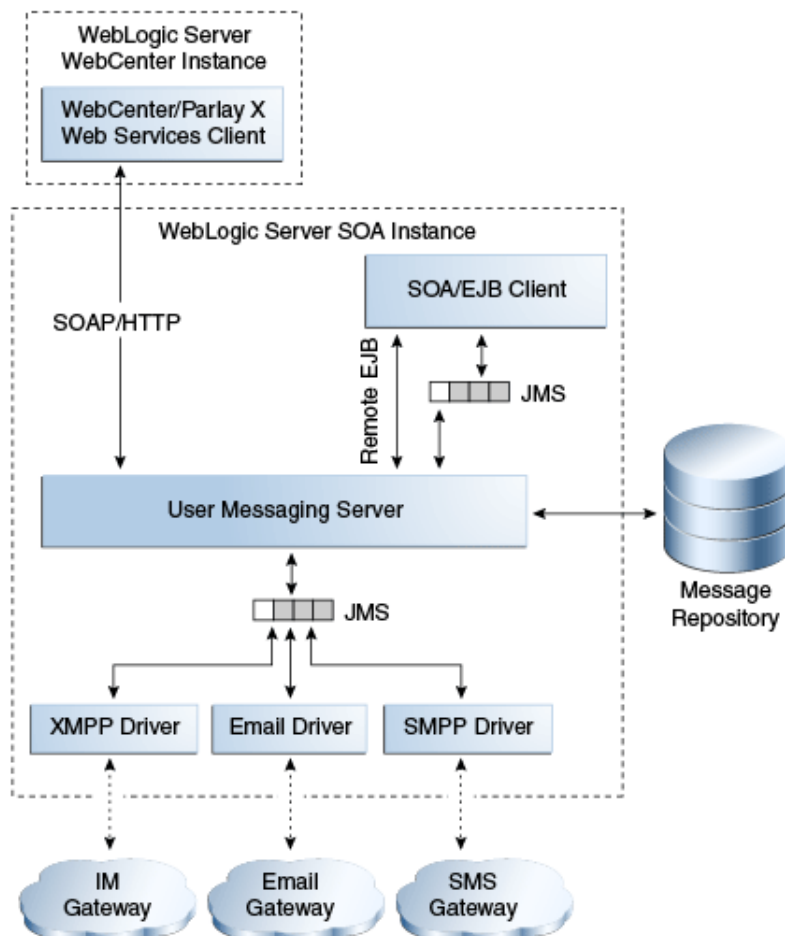 WebLogic Server
WebCenter Instance
WebCenter/Parlay X
Web Services Client
WebLogic Server SOA Instance
SOA/EJB Client
SOAP/HTTP
Remote EJB
JMS
User Messaging Server
Message
Repository
JMS
XMPP Driver
Email Driver
SMPP Driver
IM
Gateway
Email
Gateway
SMS
Gateway